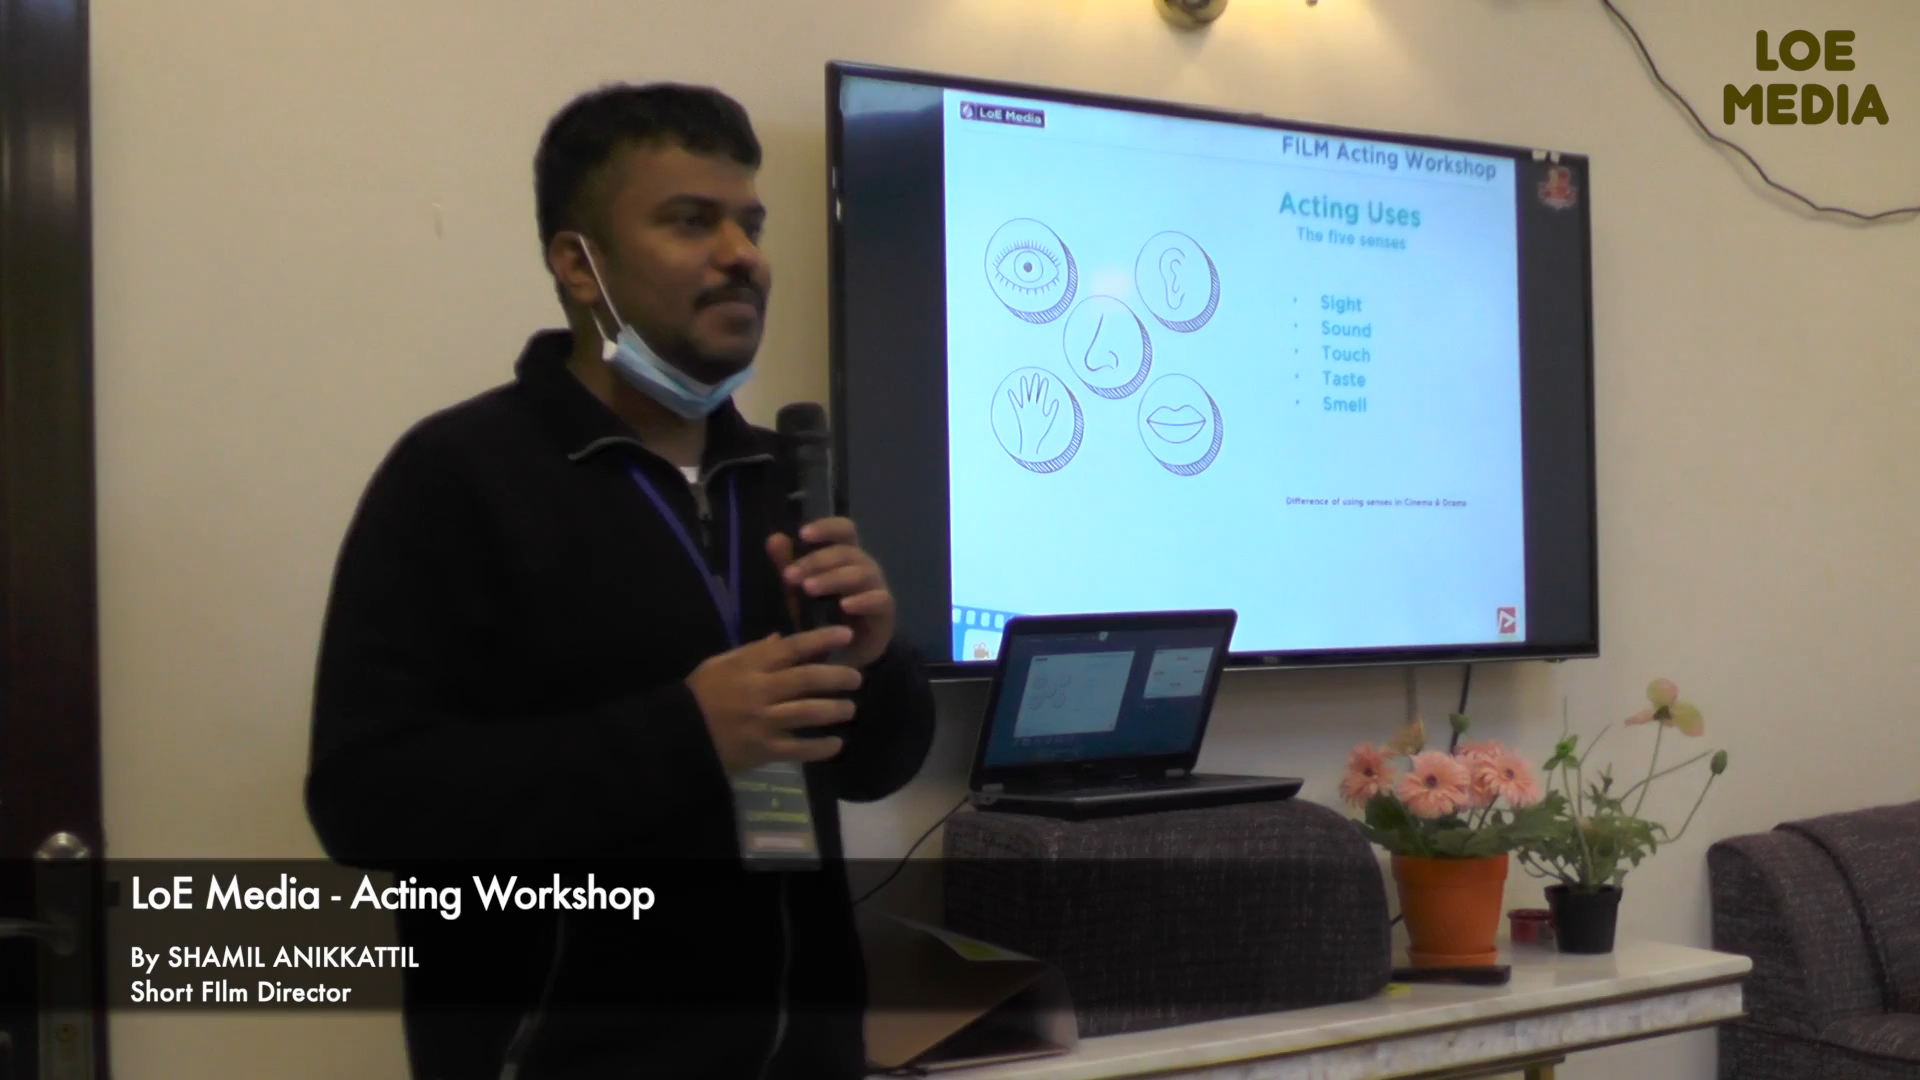 LOE
MEDIA
LoE Media
FILM Acting Workshop
Acting Uses
The five senses
• Sight
• Sound
• Touch
• Taste
• Smell
Difference of using senses in Cinema & Drama
LoE Media - Acting Workshop
By SHAMIL ANIKKATTIL
Short FIlm Director